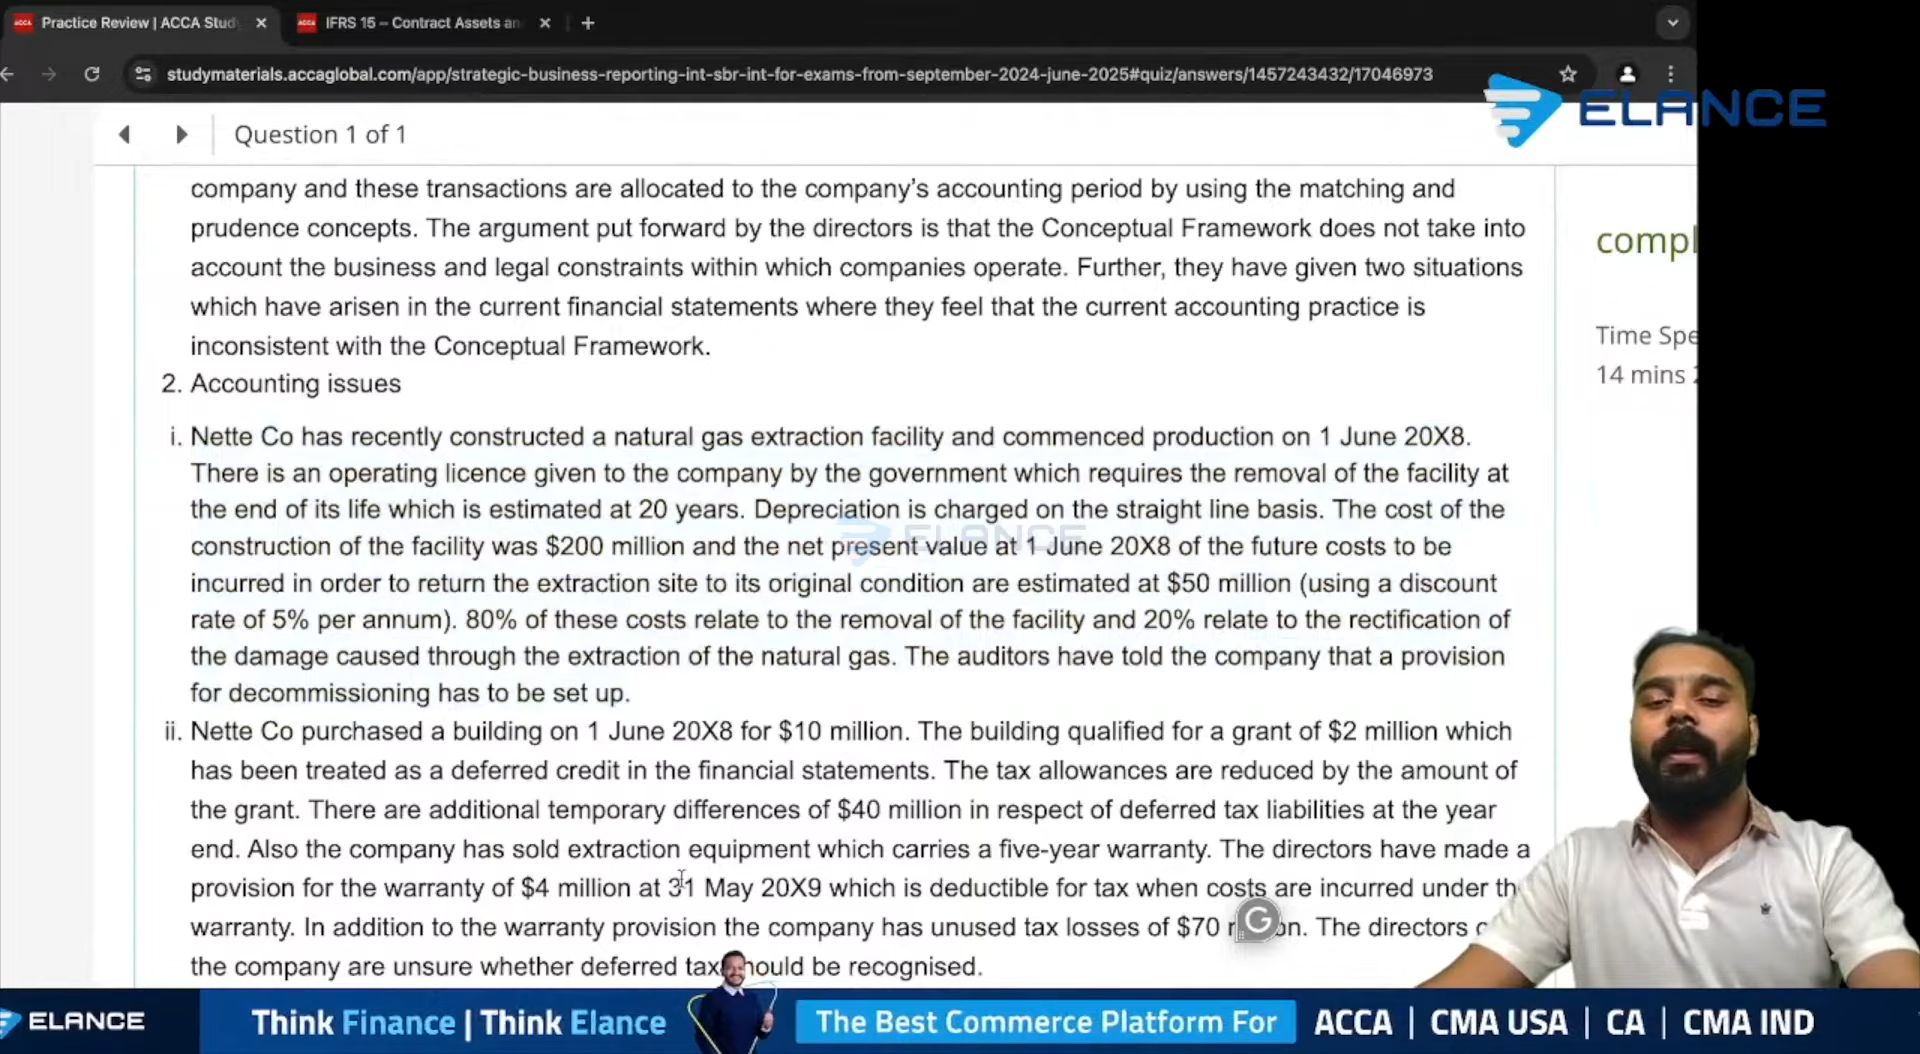 Practice Review | ACCA Stud
IFRS 15 – Contract Assets an
studymaterials.accaglobal.com/app/strategic-business-reporting-int-sbr-int-for-exams-from-september-2024-june-2025#quiz/answers/1457243432/17046973
ELANCE
Question 1 of 1
company and these transactions are allocated to the company's accounting period by using the matching and
prudence concepts. The argument put forward by the directors is that the Conceptual Framework does not take into
account the business and legal constraints within which companies operate. Further, they have given two situations
which have arisen in the current financial statements where they feel that the current accounting practice is
inconsistent with the Conceptual Framework.
2. Accounting issues
i. Nette Co has recently constructed a natural gas extraction facility and commenced production on 1 June 20X8.
There is an operating licence given to the company by the government which requires the removal of the facility at
the end of its life which is estimated at 20 years. Depreciation is charged on the straight line basis. The cost of the
construction of the facility was $200 million and the net present value at 1 June 20X8 of the future costs to be
incurred in order to return the extraction site to its original condition are estimated at $50 million (using a discount
rate of 5% per annum). 80% of these costs relate to the removal of the facility and 20% relate to the rectification of
the damage caused through the extraction of the natural gas. The auditors have told the company that a provision
for decommissioning has to be set up.
ii. Nette Co purchased a building on 1 June 20X8 for $10 million. The building qualified for a grant of $2 million which
has been treated as a deferred credit in the financial statements. The tax allowances are reduced by the amount of
the grant. There are additional temporary differences of $40 million in respect of deferred tax liabilities at the year
end. Also the company has sold extraction equipment which carries a five-year warranty. The directors have made a
provision for the warranty of $4 million at 31 May 20X9 which is deductible for tax when costs are incurred under th
warranty. In addition to the warranty provision the company has unused tax losses of $70 The directors
the company are unsure whether deferred tax should be recognised.
compl
Time Spe
14 mins
ELANCE
G
ELANCE
Think Finance | Think Elance
The Best Commerce Platform For
ACCA | CMA USA | CA | CMA IND